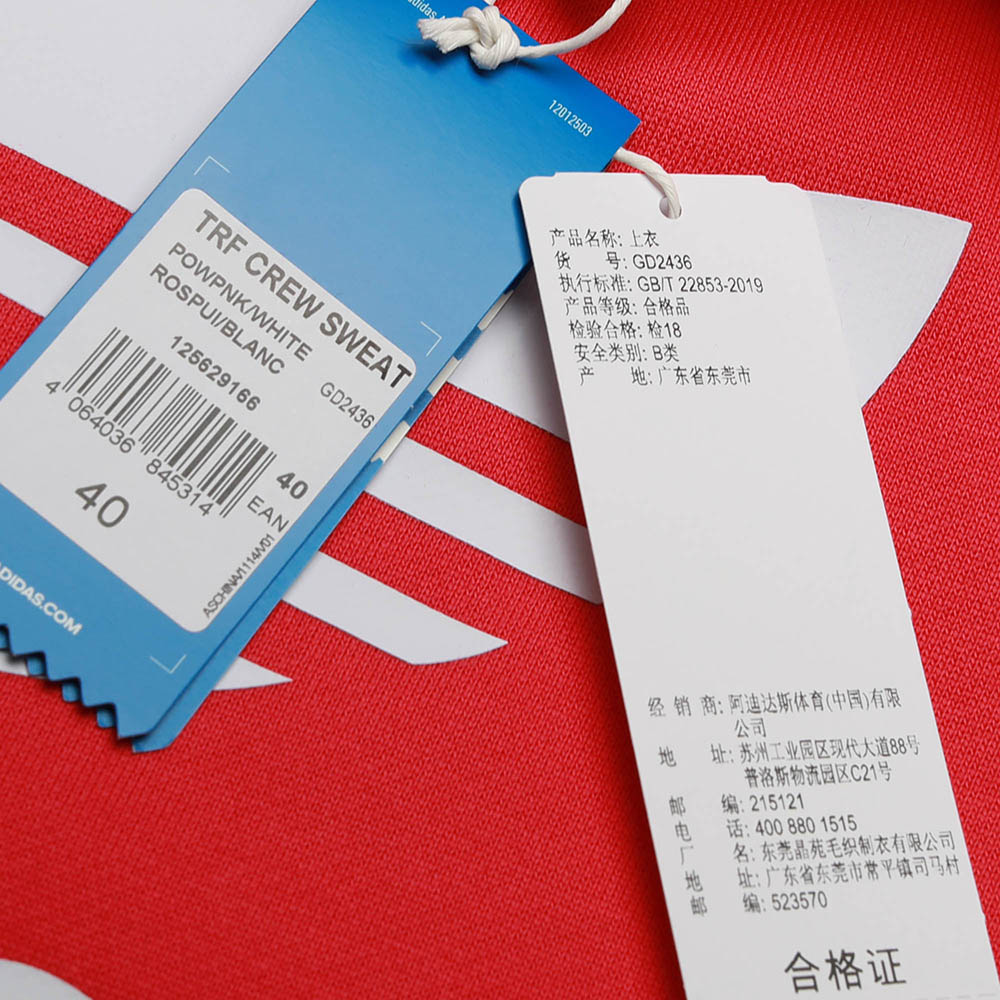 12012503
TRF CREW SWEAT
POWPNK/WHITE
ROSPUI/BLANC
125629166
GD2436
4 064036 845314
40
EAN
40
ASCHINA/1114/V01
ADIDAS.COM
产品名称: 上衣
货 号: GD2436
执行标准: GB/T 22853-2019
产品等级: 合格品
检验合格: 检18
安全类别: B类
产 地: 广东省东莞市
经 销 商: 阿迪达斯体育(中国)有限
公司
地 址: 苏州工业园区现代大道88号
普洛斯物流园区C21号
邮 编: 215121
电 话: 400 880 1515
厂 名: 东莞晶苑毛织制衣有限公司
地 址: 广东省东莞市常平镇司马村
邮 编: 523570
合格证